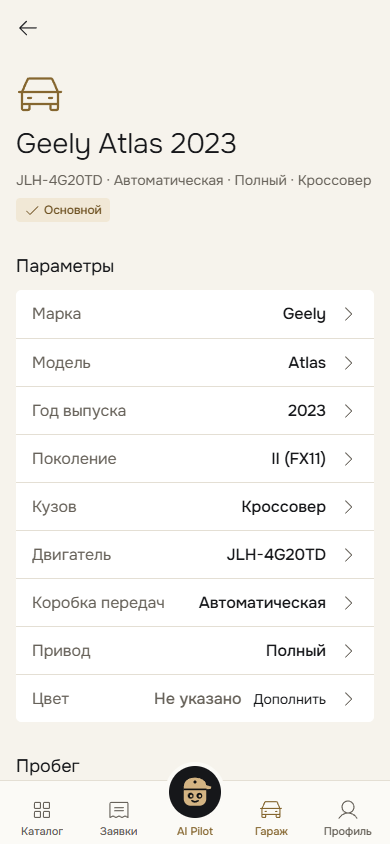 Geely Atlas 2023
JLH-4G20TD · Автоматическая · Полный · Кроссовер
Основной
Параметры
Марка Geely
Модель Atlas
Год выпуска 2023
Поколение II (FX11)
Кузов Кроссовер
Двигатель JLH-4G20TD
Коробка передач Автоматическая
Привод Полный
Цвет Не указано Дополнить
Пробег
Каталог Заявки AI Pilot Гараж Профиль